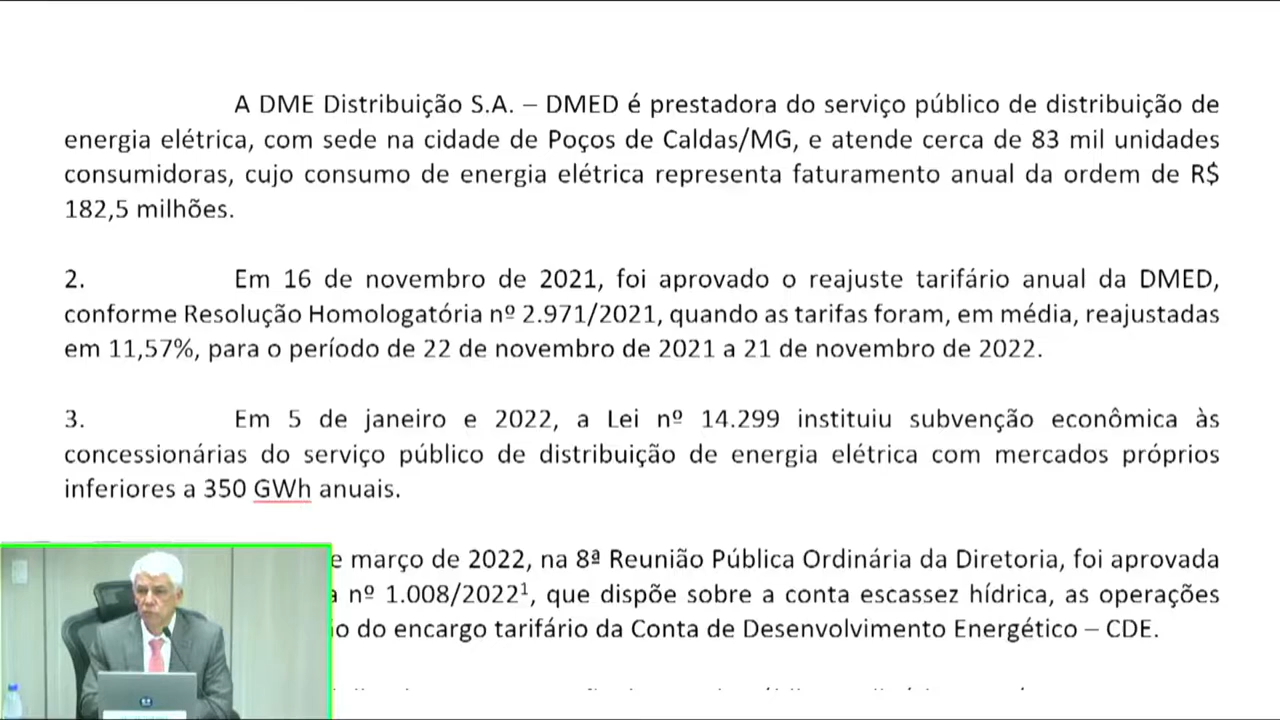 A DME Distribuição S.A. – DMED é prestadora do serviço público de distribuição de
energia elétrica, com sede na cidade de Poços de Caldas/MG, e atende cerca de 83 mil unidades
consumidoras, cujo consumo de energia elétrica representa faturamento anual da ordem de R$
182,5 milhões.
2. Em 16 de novembro de 2021, foi aprovado o reajuste tarifário anual da DMED,
conforme Resolução Homologatória nº 2.971/2021, quando as tarifas foram, em média, reajustadas
em 11,57%, para o período de 22 de novembro de 2021 a 21 de novembro de 2022.
3. Em 5 de janeiro e 2022, a Lei nº 14.299 instituiu subvenção econômica às
concessionárias do serviço público de distribuição de energia elétrica com mercados próprios
inferiores a 350 GWh anuais.
março de 2022, na 8ª Reunião Pública Ordinária da Diretoria, foi aprovada
nº 1.008/2022¹, que dispõe sobre a conta escassez hídrica, as operações
do encargo tarifário da Conta de Desenvolvimento Energético – CDE.